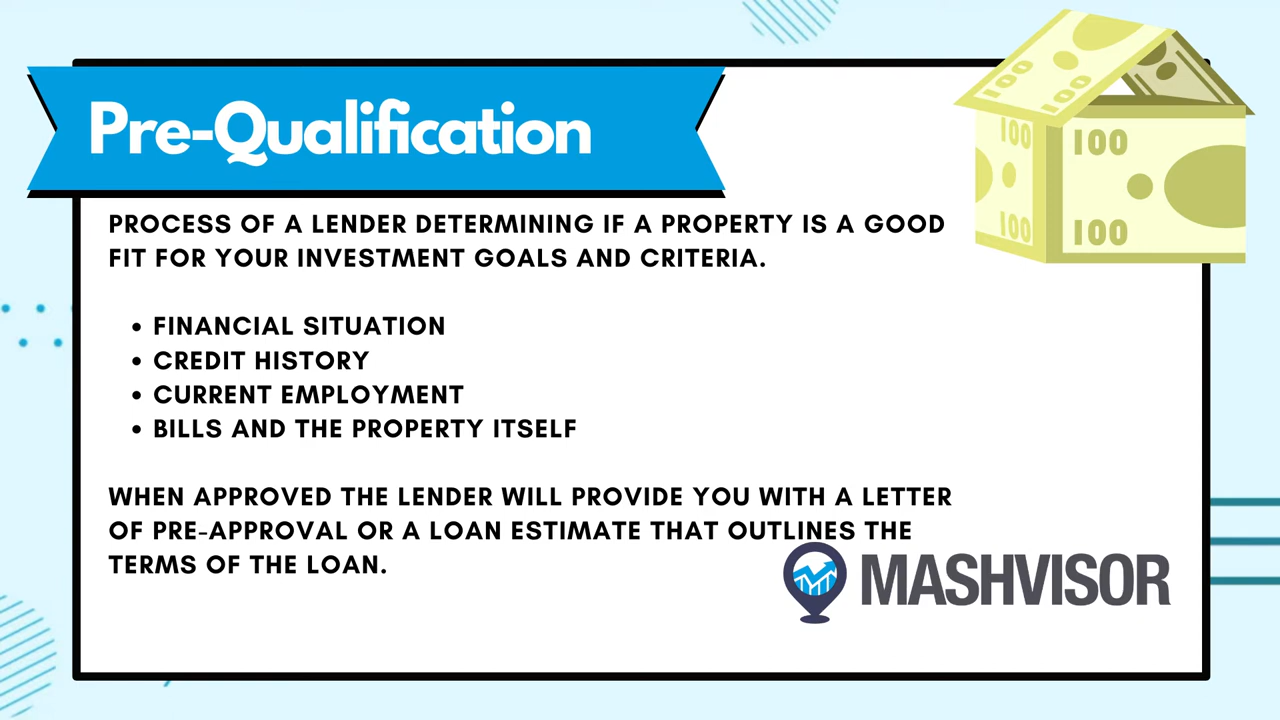 Pre-Qualification
PROCESS OF A LENDER DETERMINING IF A PROPERTY IS A GOOD
FIT FOR YOUR INVESTMENT GOALS AND CRITERIA.
• FINANCIAL SITUATION
• CREDIT HISTORY
• CURRENT EMPLOYMENT
• BILLS AND THE PROPERTY ITSELF
WHEN APPROVED THE LENDER WILL PROVIDE YOU WITH A LETTER
OF PRE-APPROVAL OR A LOAN ESTIMATE THAT OUTLINES THE
TERMS OF THE LOAN.
MASHVISOR
100
100
100
100
100
100